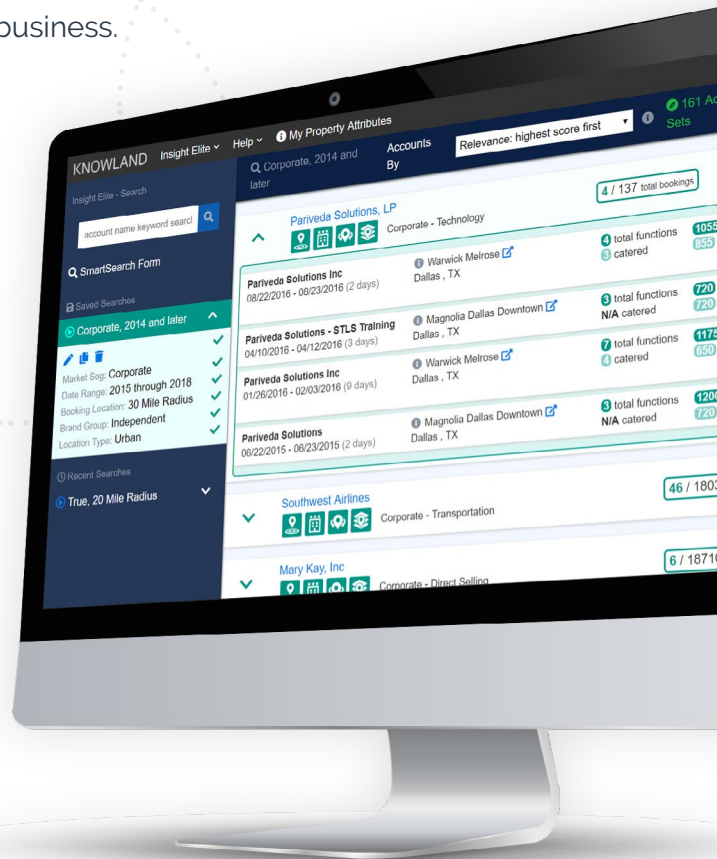 business.
KNOWLAND Insight Elite Help My Property Attributes
Insight Elite - Search
account name keyword searcl
SmartSearch Form
Saved Searches
Corporate, 2014 and later
Market Seg: Corporate
Date Range: 2015 through 2018
Booking Location: 30 Mile Radius
Brand Group: Independent
Location Type: Urban
Recent Searches
True, 20 Mile Radius
Corporate, 2014 and
later
Accounts
By
Relevance: highest score first
161 Ac
Sets
Pariveda Solutions, LP
Corporate - Technology
4 / 137 total bookings
Pariveda Solutions Inc
08/22/2016 - 08/23/2016 (2 days)
Warwick Melrose
Dallas , TX
4 total functions
3 catered
1055
855
Pariveda Solutions - STLS Training
04/10/2016 - 04/12/2016 (3 days)
Magnolia Dallas Downtown
Dallas , TX
3 total functions
N/A catered
720
720
Pariveda Solutions Inc
01/26/2016 - 02/03/2016 (9 days)
Warwick Melrose
Dallas , TX
7 total functions
4 catered
1175
650
Pariveda Solutions
06/22/2015 - 06/23/2015 (2 days)
Magnolia Dallas Downtown
Dallas , TX
3 total functions
N/A catered
1200
720
Southwest Airlines
Corporate - Transportation
46 / 1803
Mary Kay, Inc
Corporate - Direct Selling
6 / 18710